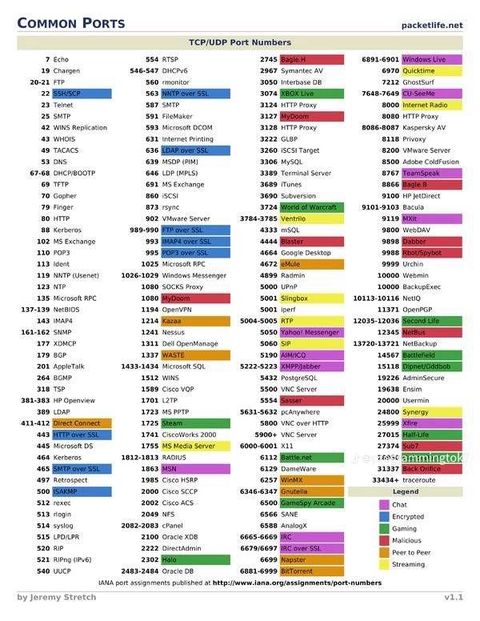 COMMON PORTS
packetlife.net
TCP/UDP Port Numbers
7 Echo
19 Chargen
20-21 FTP
22 SSH/SCP
23 Telnet
25 SMTP
42 WINS Replication
43 WHOIS
49 TACACS
53 DNS
67-68 DHCP/BOOTP
69 TFTP
70 Gopher
79 Finger
80 HTTP
88 Kerberos
102 MS Exchange
110 POP3
113 Ident
119 NNTP (Usenet)
123 NTP
135 Microsoft RPC
137-139 NetBIOS
143 IMAP4
161-162 SNMP
177 XDMCP
179 BGP
201 AppleTalk
264 BGMP
318 TSP
381-383 HP Openview
389 LDAP
411-412 Direct Connect
443 HTTP over SSL
445 Microsoft DS
464 Kerberos
465 SMTP over SSL
497 Retrospect
500 ISAKMP
512 rexec
513 rlogin
514 syslog
515 LPD/LPR
520 RIP
521 RIPng (IPv6)
540 UUCP
554 RTSP
546-547 DHCPv6
560 rmonitor
563 NNTP over SSL
587 SMTP
591 FileMaker
593 Microsoft DCOM
631 Internet Printing
636 LDAP over SSL
639 MSDP (PIM)
646 LDP (MPLS)
691 MS Exchange
860 iSCSI
873 rsync
902 VMware Server
989-990 FTP over SSL
993 IMAP4 over SSL
995 POP3 over SSL
1025 Microsoft RPC
1026-1029 Windows Messenger
1080 SOCKS Proxy
1080 MyDoom
1194 OpenVPN
1214 Kazaa
1241 Nessus
1311 Dell OpenManage
1337 WASTE
1433-1434 Microsoft SQL
1512 WINS
1589 Cisco VQP
1701 L2TP
1723 MS PPTP
1725 Steam
1741 CiscoWorks 2000
1755 MS Media Server
1812-1813 RADIUS
1863 MSN
1985 Cisco HSRP
2000 Cisco SCCP
2002 Cisco ACS
2049 NFS
2082-2083 cPanel
2100 Oracle XDB
2222 DirectAdmin
2302 Halo
2483-2484 Oracle DB
2745 Bagle.H
2967 Symantec AV
3050 Interbase DB
3074 XBOX Live
3124 HTTP Proxy
3127 MyDoom
3128 HTTP Proxy
3222 GLBP
3260 iSCSI Target
3306 MySQL
3389 Terminal Server
3689 iTunes
3690 Subversion
3724 World of Warcraft
3784-3785 Ventrilo
4333 mSQL
4444 Blaster
4664 Google Desktop
4672 eMule
4899 Radmin
5000 UPnP
5001 Slingbox
5001 iperf
5004-5005 RTP
5050 Yahoo! Messenger
5060 SIP
5190 AIM/ICQ
5222-5223 XMPP/Jabber
5432 PostgreSQL
5500 VNC Server
5554 Sasser
5631-5632 pcAnywhere
5800 VNC over HTTP
5900+ VNC Server
6000-6001 X11
6112 Battle.net
6129 DameWare
6257 WinMX
6346-6347 Gnutella
6500 GameSpy Arcade
6566 SANE
6588 AnalogX
6665-6669 IRC
6679/6697 IRC over SSL
6699 Napster
6881-6999 BitTorrent
6891-6901 Windows Live
6970 Quicktime
7212 GhostSurf
7648-7649 CU-SeeMe
8000 Internet Radio
8080 HTTP Proxy
8086-8087 Kaspersky AV
8118 Privoxy
8200 VMware Server
8500 Adobe ColdFusion
8767 TeamSpeak
8866 Bagle.B
9100 HP JetDirect
9101-9103 Bacula
9119 MXit
9800 WebDAV
9898 Dabber
9988 Rbot/Spybot
9999 Urchin
10000 Webmin
10000 BackupExec
10113-10116 NetIQ
11371 OpenPGP
12035-12036 Second Life
12345 NetBus
13720-13721 NetBackup
14567 Battlefield
15118 Dipnet/Oddbob
19226 AdminSecure
19638 Ensim
20000 Usermin
24800 Synergy
25999 Xfire
27015 Half-Life
27374 Sub7
31337 Back Orifice
33434+ traceroute
Legend
Chat
Encrypted
Gaming
Malicious
Peer to Peer
Streaming
IANA port assignments published at http://www.iana.org/assignments/port-numbers
by Jeremy Stretch
v1.1